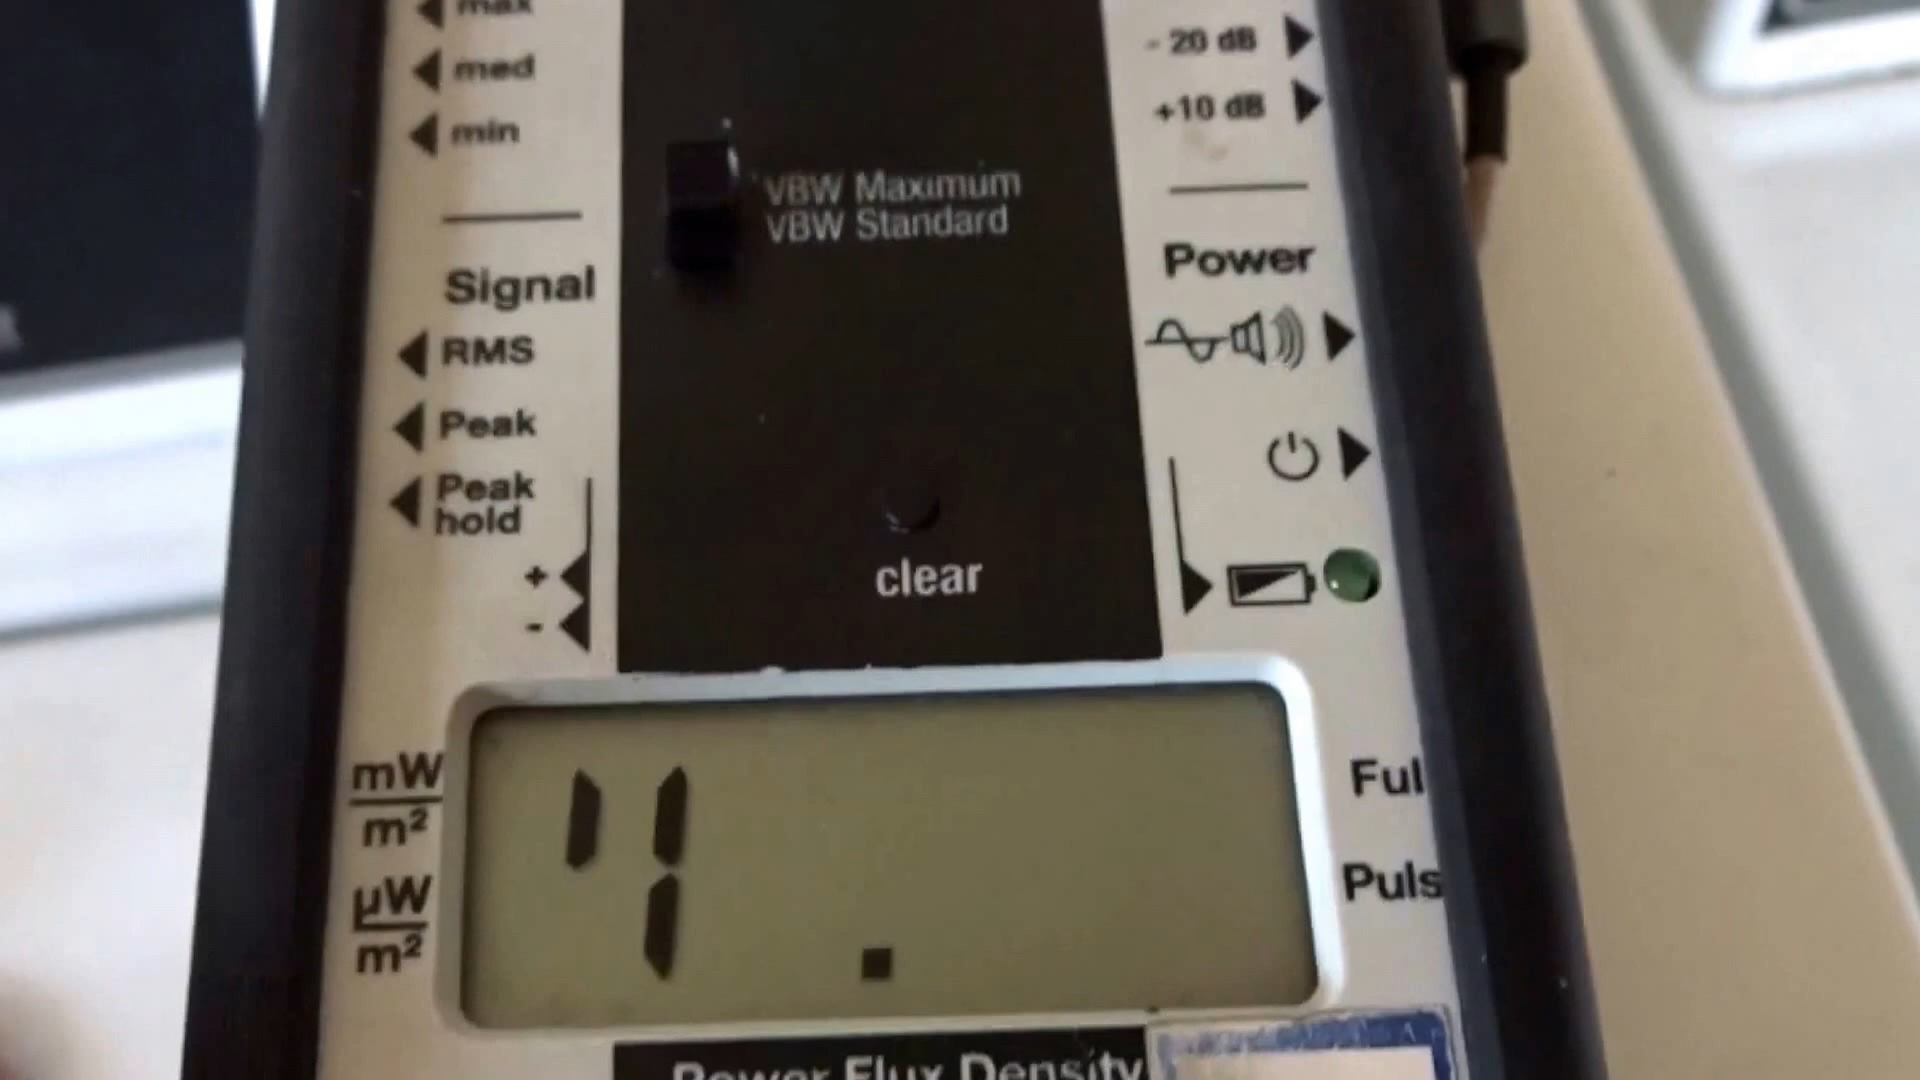 max
med
min
- 20 dB
+10 dB
VBW Maximum
VBW Standard
Signal
RMS
Peak
Peak
hold
+
-
Power
clear
mW
m²
µW
m²
1
.
Ful
Puls
Power Flux Density